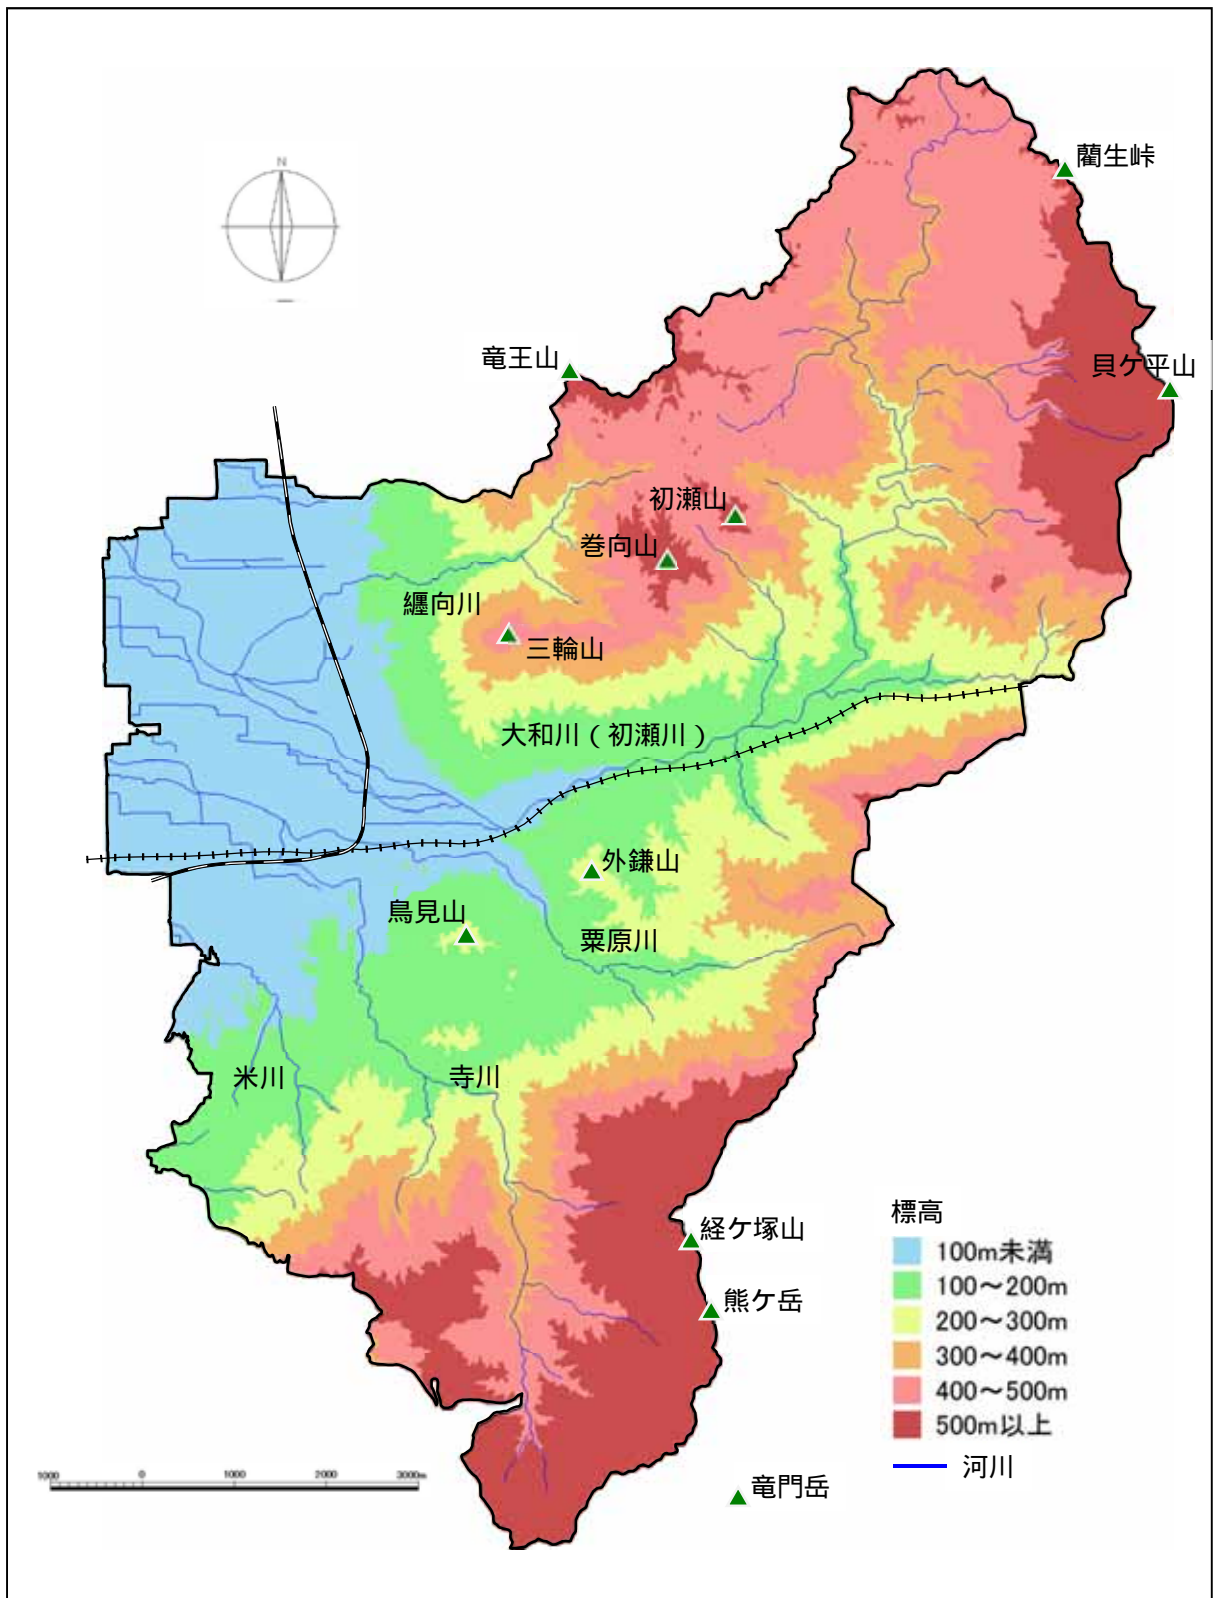 N
藺生峠
竜王山
貝ケ平山
初瀬山
巻向山
纒向川
三輪山
大和川（初瀬川）
外鎌山
鳥見山
粟原川
米川
寺川
経ケ塚山
熊ケ岳
竜門岳
標高
100m未満
100～200m
200～300m
300～400m
400～500m
500m以上
河川
1000 0 1000 2000 3000m